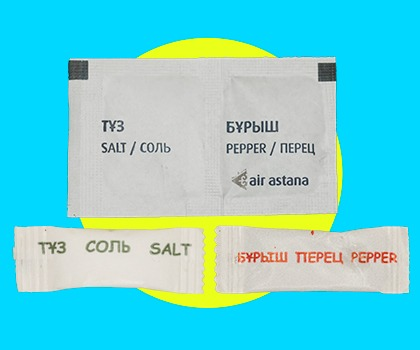 ТҰЗ
SALT / СОЛЬ
БҰРЫШ
PEPPER / ПЕРЕЦ
air astana
ТҰЗ СОЛЬ SALT
БҰРЫШ ПЕРЕЦ PEPPER